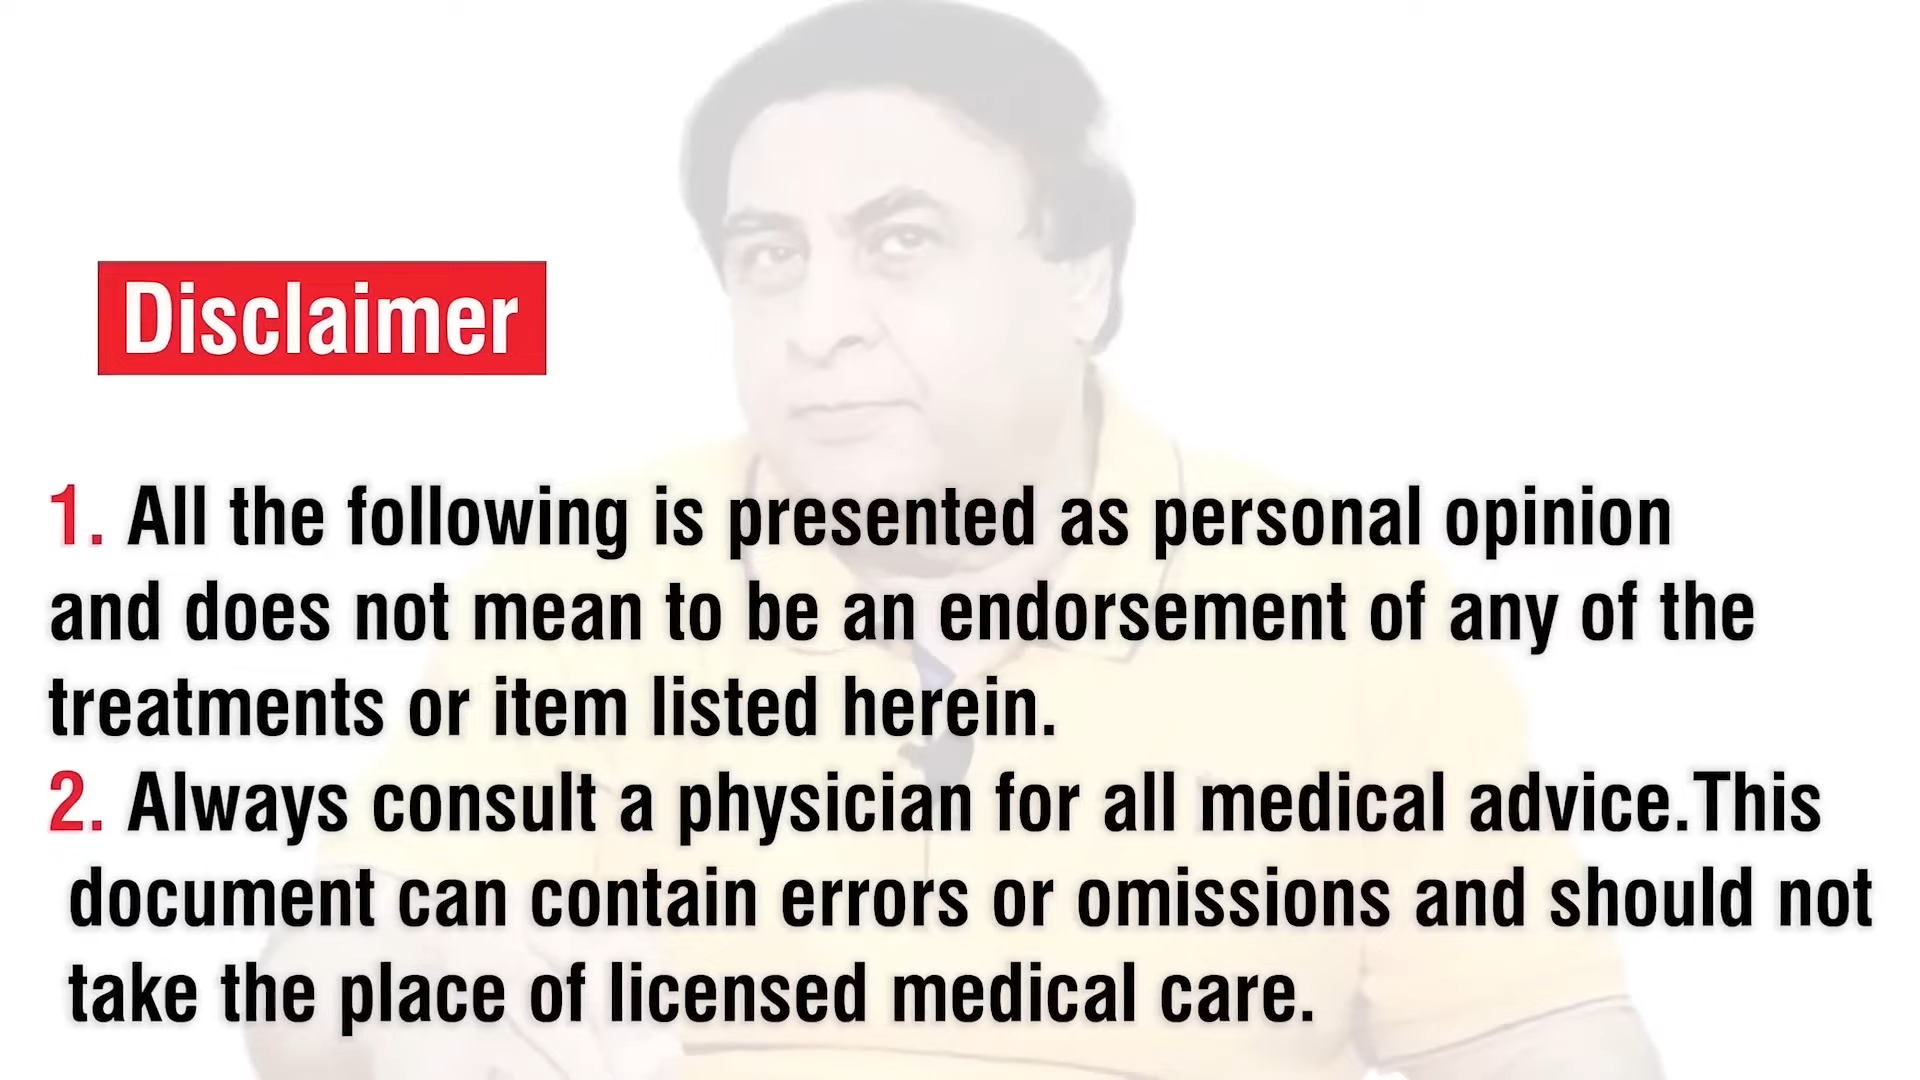 Disclaimer
1. All the following is presented as personal opinion
and does not mean to be an endorsement of any of the
treatments or item listed herein.
2. Always consult a physician for all medical advice.This
document can contain errors or omissions and should not
take the place of licensed medical care.